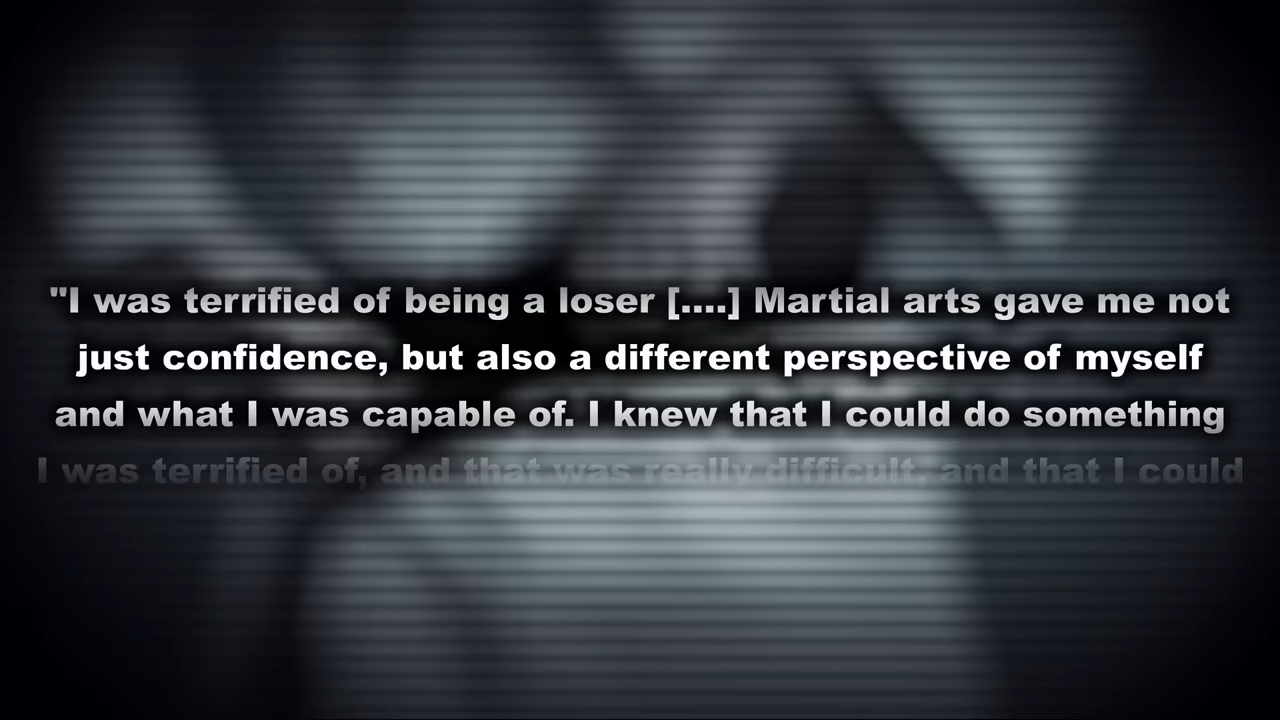 "I was terrified of being a loser [....] Martial arts gave me not
just confidence, but also a different perspective of myself
and what I was capable of. I knew that I could do something
I was terrified of, and that was really difficult, and that I could